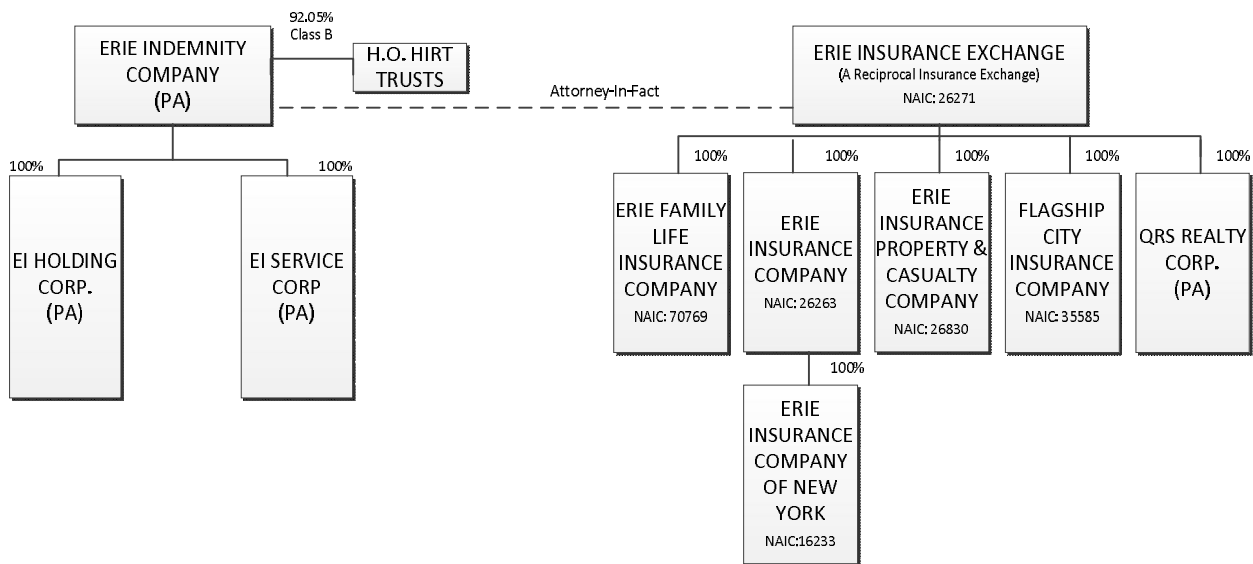 92.05%
Class B
ERIE INDEMNITY
COMPANY
(PA)
H.O. HIRT
TRUSTS
Attorney-In-Fact
ERIE INSURANCE EXCHANGE
(A Reciprocal Insurance Exchange)
NAIC: 26271
100%
EI HOLDING
CORP.
(PA)
100%
EI SERVICE
CORP
(PA)
100%
ERIE FAMILY
LIFE
INSURANCE
COMPANY
NAIC: 70769
100%
ERIE
INSURANCE
COMPANY
NAIC: 26263
100%
ERIE
INSURANCE
PROPERTY &
CASUALTY
COMPANY
NAIC: 26830
100%
FLAGSHIP
CITY
INSURANCE
COMPANY
NAIC: 35585
100%
QRS REALTY
CORP.
(PA)
100%
ERIE
INSURANCE
COMPANY
OF NEW
YORK
NAIC:16233